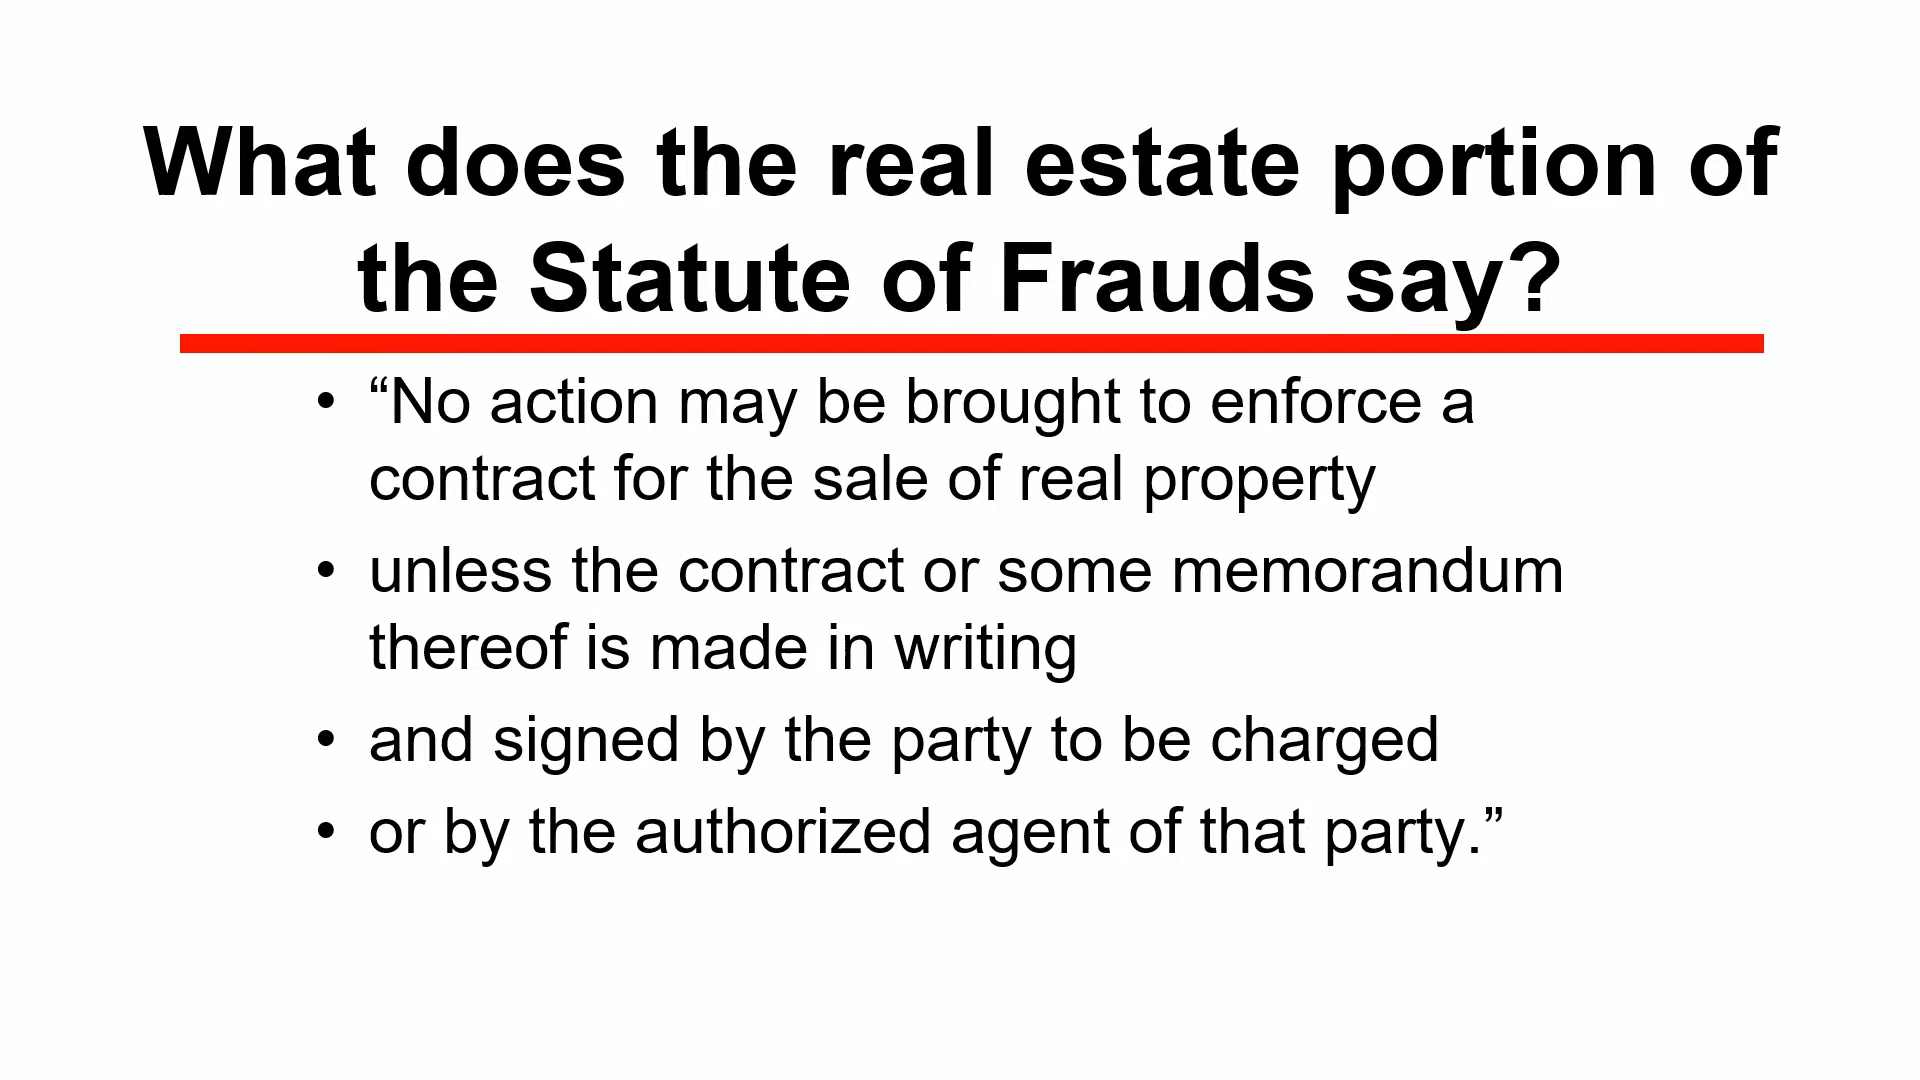 What does the real estate portion of
the Statute of Frauds say?
• “No action may be brought to enforce a
contract for the sale of real property
• unless the contract or some memorandum
thereof is made in writing
• and signed by the party to be charged
• or by the authorized agent of that party.”